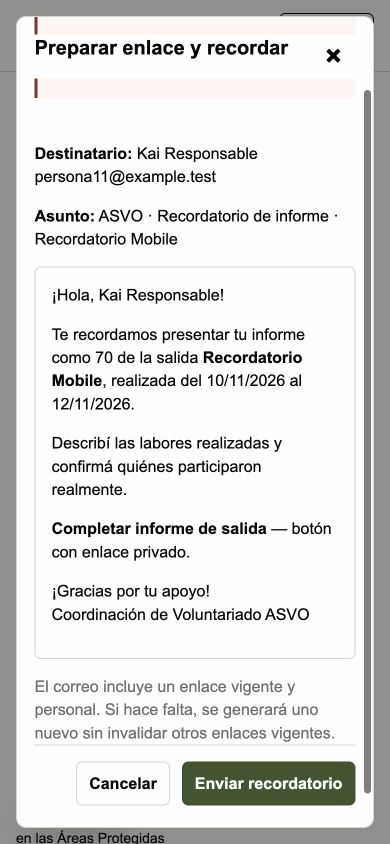 Preparar enlace y recordar
×
Destinatario: Kai Responsable
persona11@example.test
Asunto: ASVO · Recordatorio de informe ·
Recordatorio Mobile
¡Hola, Kai Responsable!
Te recordamos presentar tu informe
como 70 de la salida Recordatorio
Mobile, realizada del 10/11/2026 al
12/11/2026.
Describí las labores realizadas y
confirmá quiénes participaron
realmente.
Completar informe de salida — botón
con enlace privado.
¡Gracias por tu apoyo!
Coordinación de Voluntariado ASVO
El correo incluye un enlace vigente y
personal. Si hace falta, se generará uno
nuevo sin invalidar otros enlaces vigentes.
Cancelar
Enviar recordatorio
en las Áreas Protegidas